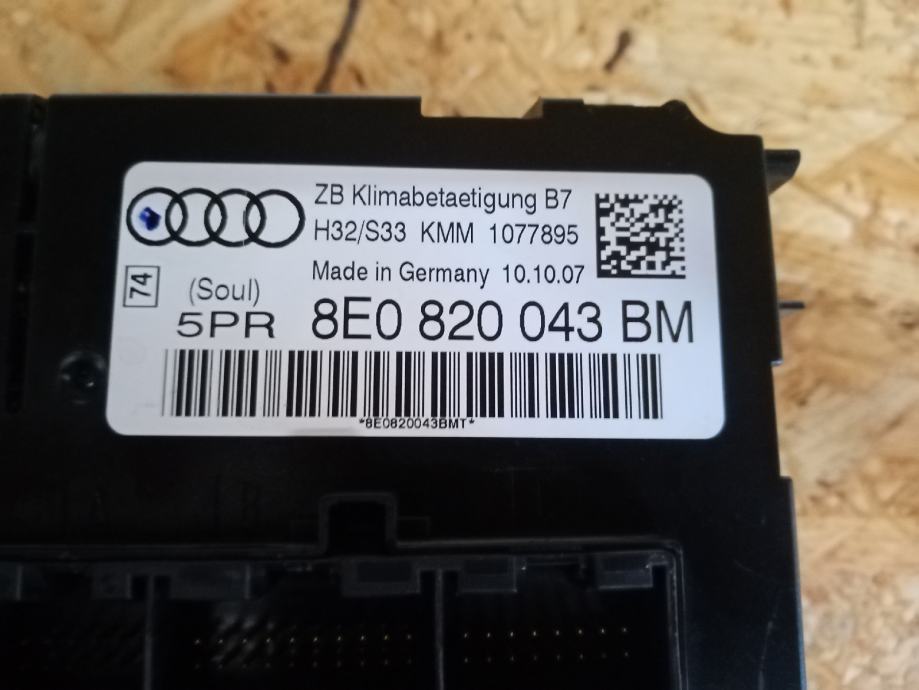 ZB Klimabetaetigung B7
H32/S33 KMM 1077895
Made in Germany 10.10.07
74
(Soul)
5PR 8E0 820 043 BM
*8E0820043BMT*